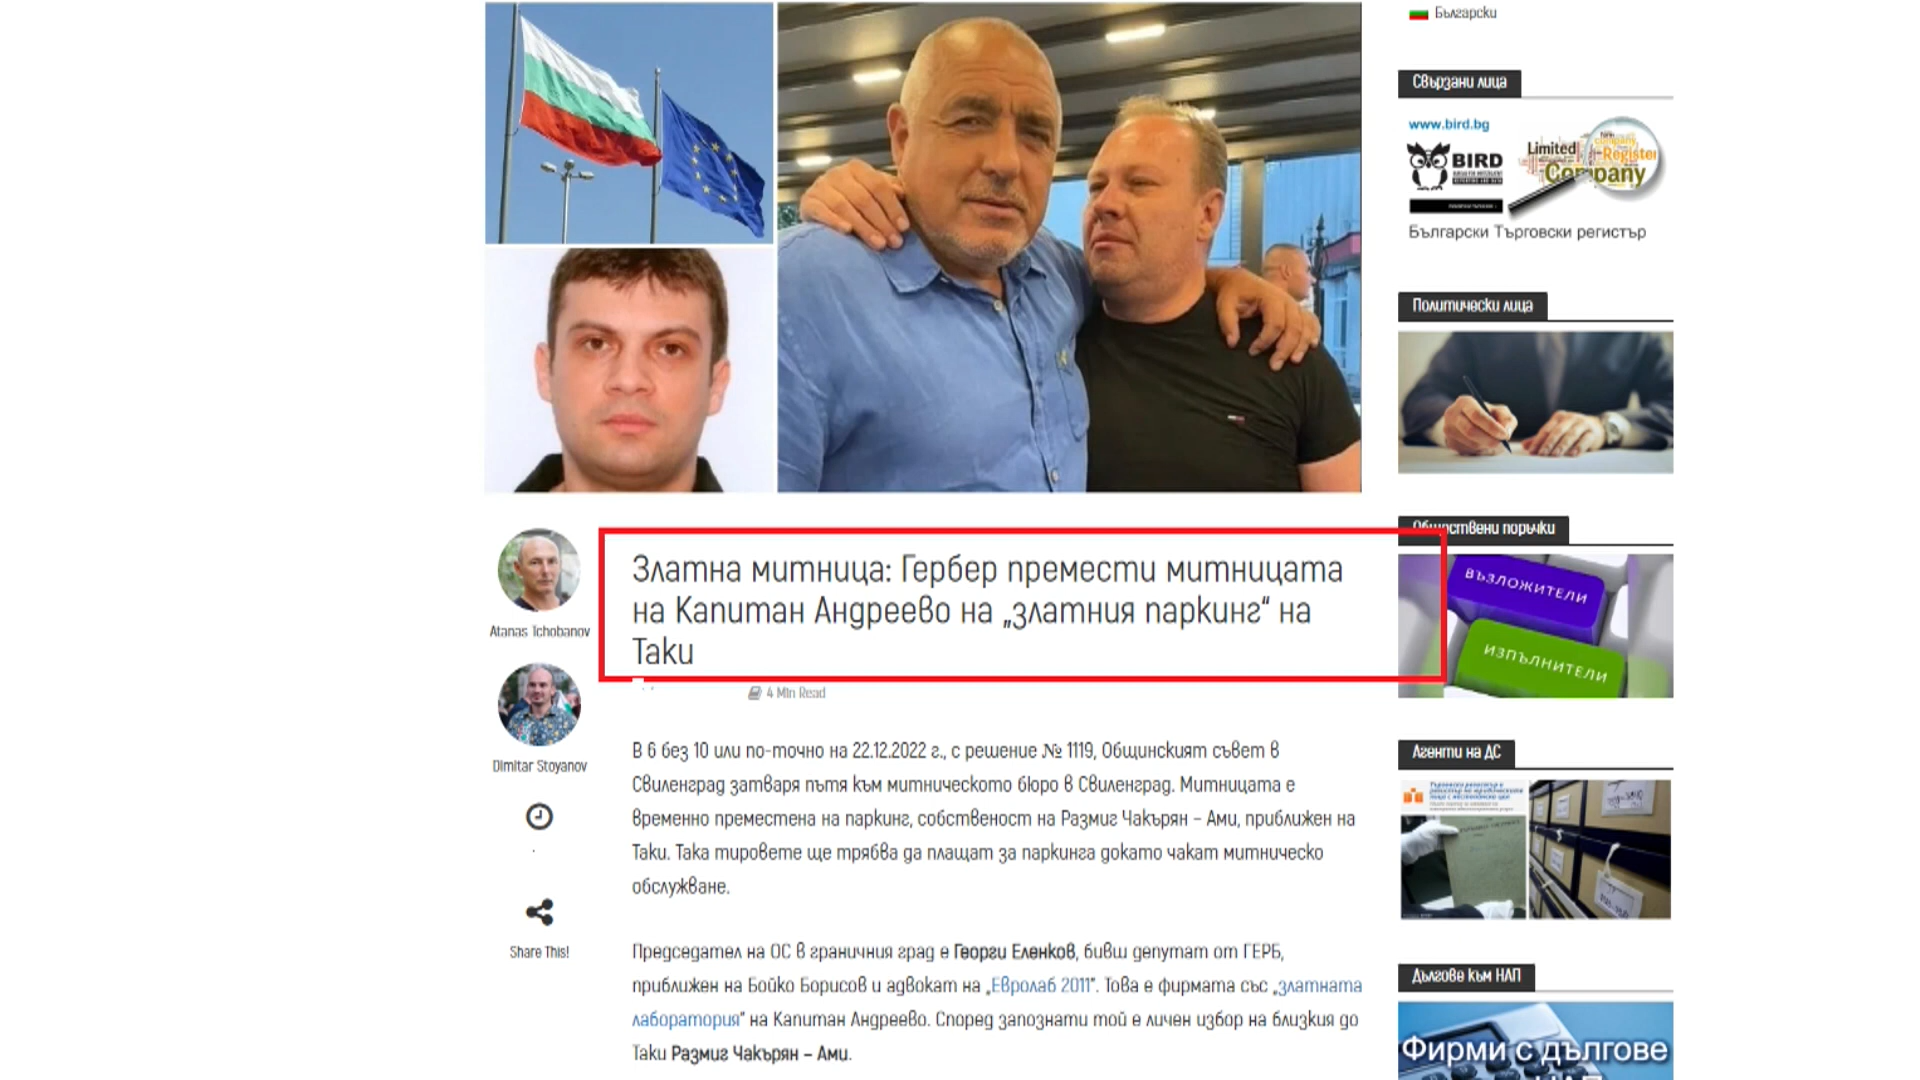 Български
Свързани лица
www.bird.bg
BIRD
Limited
Company
Register
Български Търговски регистър
Политически лица
Обществени поръчки
ВЪЗЛОЖИТЕЛИ
ИЗПЪЛНИТЕЛИ
Агенти на ДС
Дългове към НАП
Фирми с дългове
Atanas Tchobanov
Dimitar Stoyanov
Share This!
Златна митница: Гербер премести митницата
на Капитан Андреево на „златния паркинг“ на
Таки
4 Min Read
В 6 без 10 или по-точно на 22.12.2022 г., с решение № 1119, Общинският съвет в
Свиленград затваря пътя към митническото бюро в Свиленград. Митницата е
временно преместена на паркинг, собственост на Размиг Чакърян – Ами, приближен на
Таки. Така тировете ще трябва да плащат за паркинга докато чакат митническо
обслужване.
Председател на ОС в граничния град е Георги Еленков, бивш депутат от ГЕРБ,
приближен на Бойко Борисов и адвокат на „Евролаб 2011“. Това е фирмата със „златната
лаборатория“ на Капитан Андреево. Според запознати той е личен избор на близкия до
Таки Размиг Чакърян – Ами.